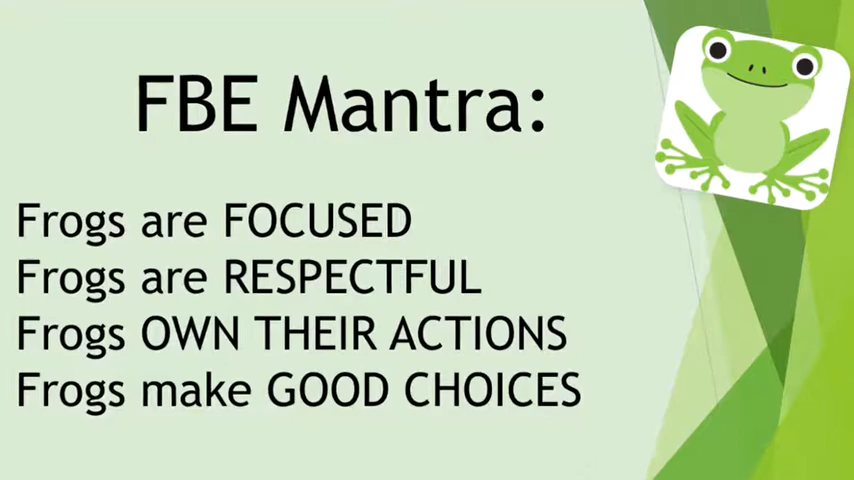 FBE Mantra:
Frogs are FOCUSED
Frogs are RESPECTFUL
Frogs OWN THEIR ACTIONS
Frogs make GOOD CHOICES